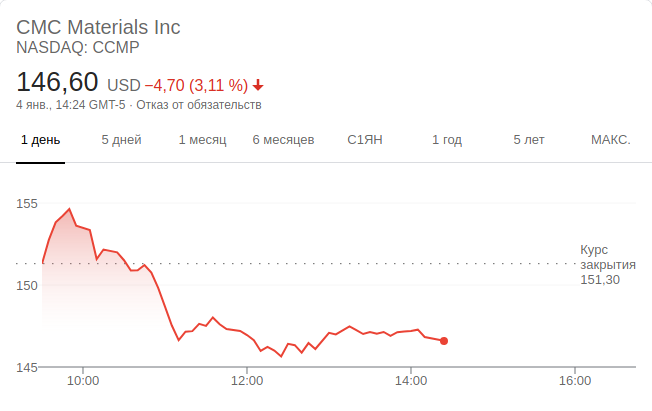 CMC Materials Inc
NASDAQ: CCMP
146,60 USD −4,70 (3,11 %)
4 янв., 14:24 GMT-5 · Отказ от обязательств
1 день 5 дней 1 месяц 6 месяцев С1ЯН 1 год 5 лет МАКС.
155
Курс
закрытия
151,30
150
145
10:00 12:00 14:00 16:00